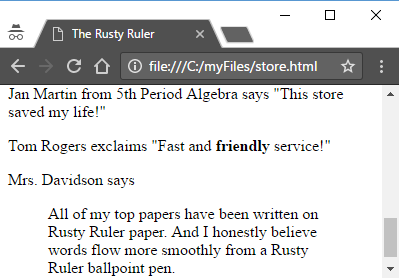 The Rusty Ruler
file:///C:/myFiles/store.html
Jan Martin from 5th Period Algebra says "This store
saved my life!"
Tom Rogers exclaims "Fast and friendly service!"
Mrs. Davidson says
All of my top papers have been written on
Rusty Ruler paper. And I honestly believe
words flow more smoothly from a Rusty
Ruler ballpoint pen.